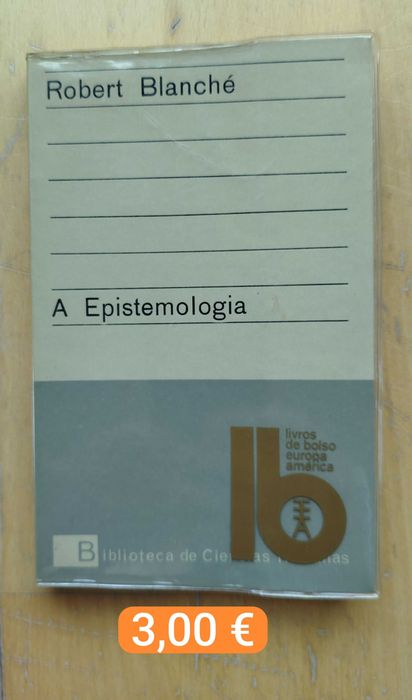 Robert Blanché
A Epistemologia
livros
de bolso
europa
américa
lb
Biblioteca de
3,00 €